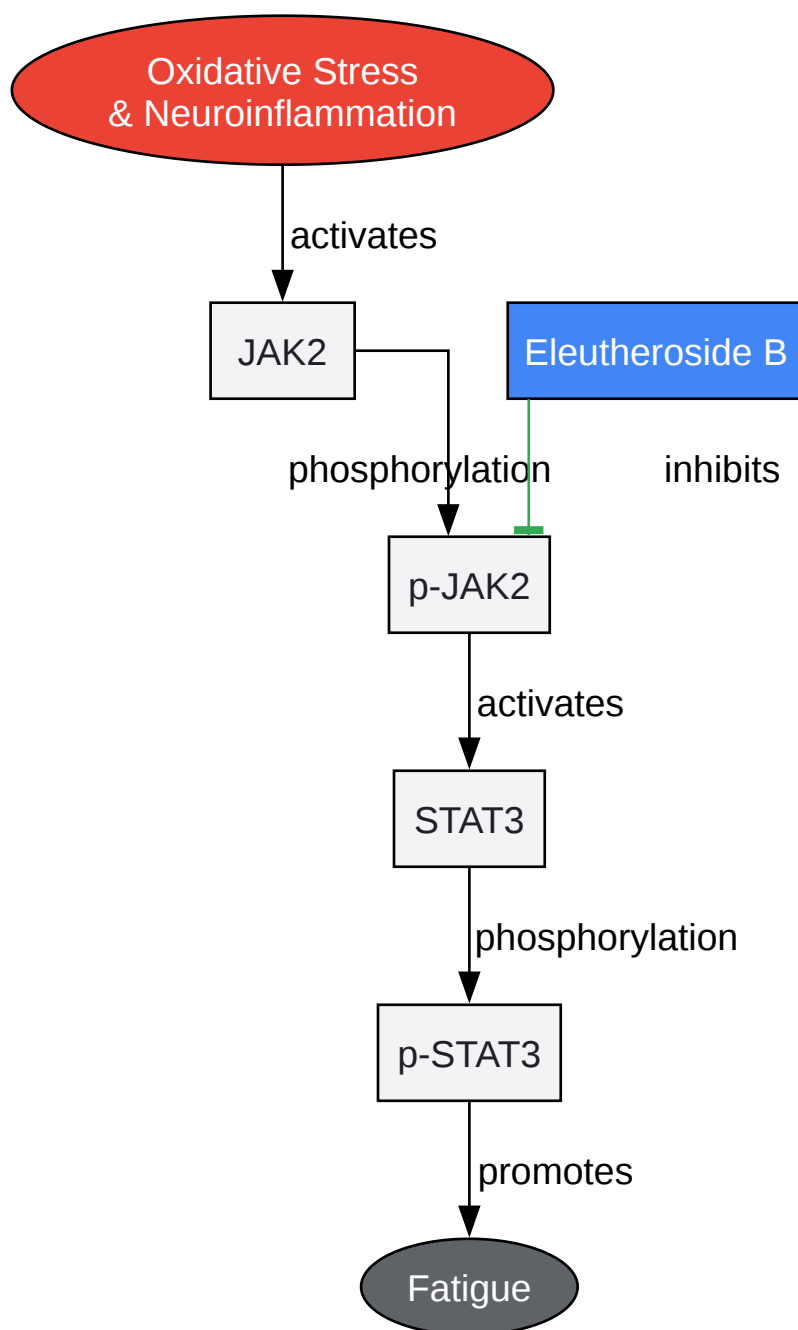 Oxidative Stress
& Neuroinflammation
activates
JAK2
Eleutheroside B
phosphorylation
inhibits
p-JAK2
activates
STAT3
phosphorylation
p-STAT3
promotes
Fatigue